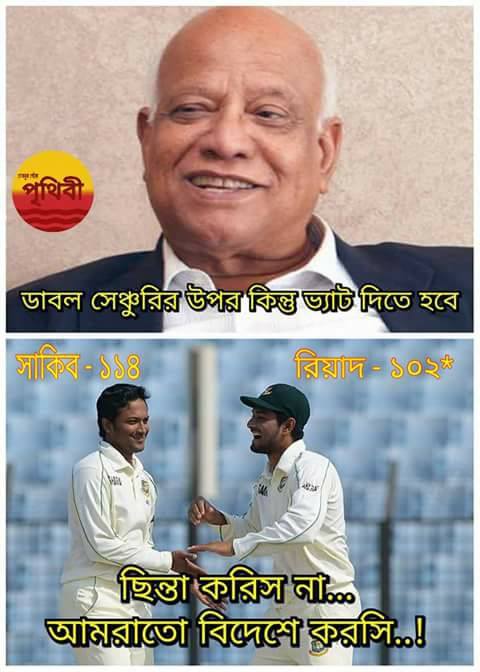 পৃথিবী
ডাবল সেঞ্চুরির উপর কিন্তু ভ্যাট দিতে হবে
সাকিব - ১১৪
রিয়াদ - ১০২*
ছিন্তা করিস না...
আমরাতো বিদেশে করসি..!